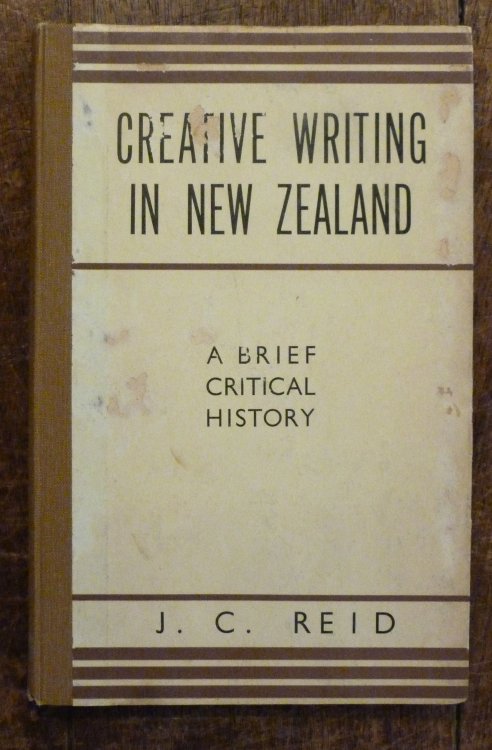 CREATIVE WRITING
IN NEW ZEALAND
A BRIEF
CRITICAL
HISTORY
J. C. REID